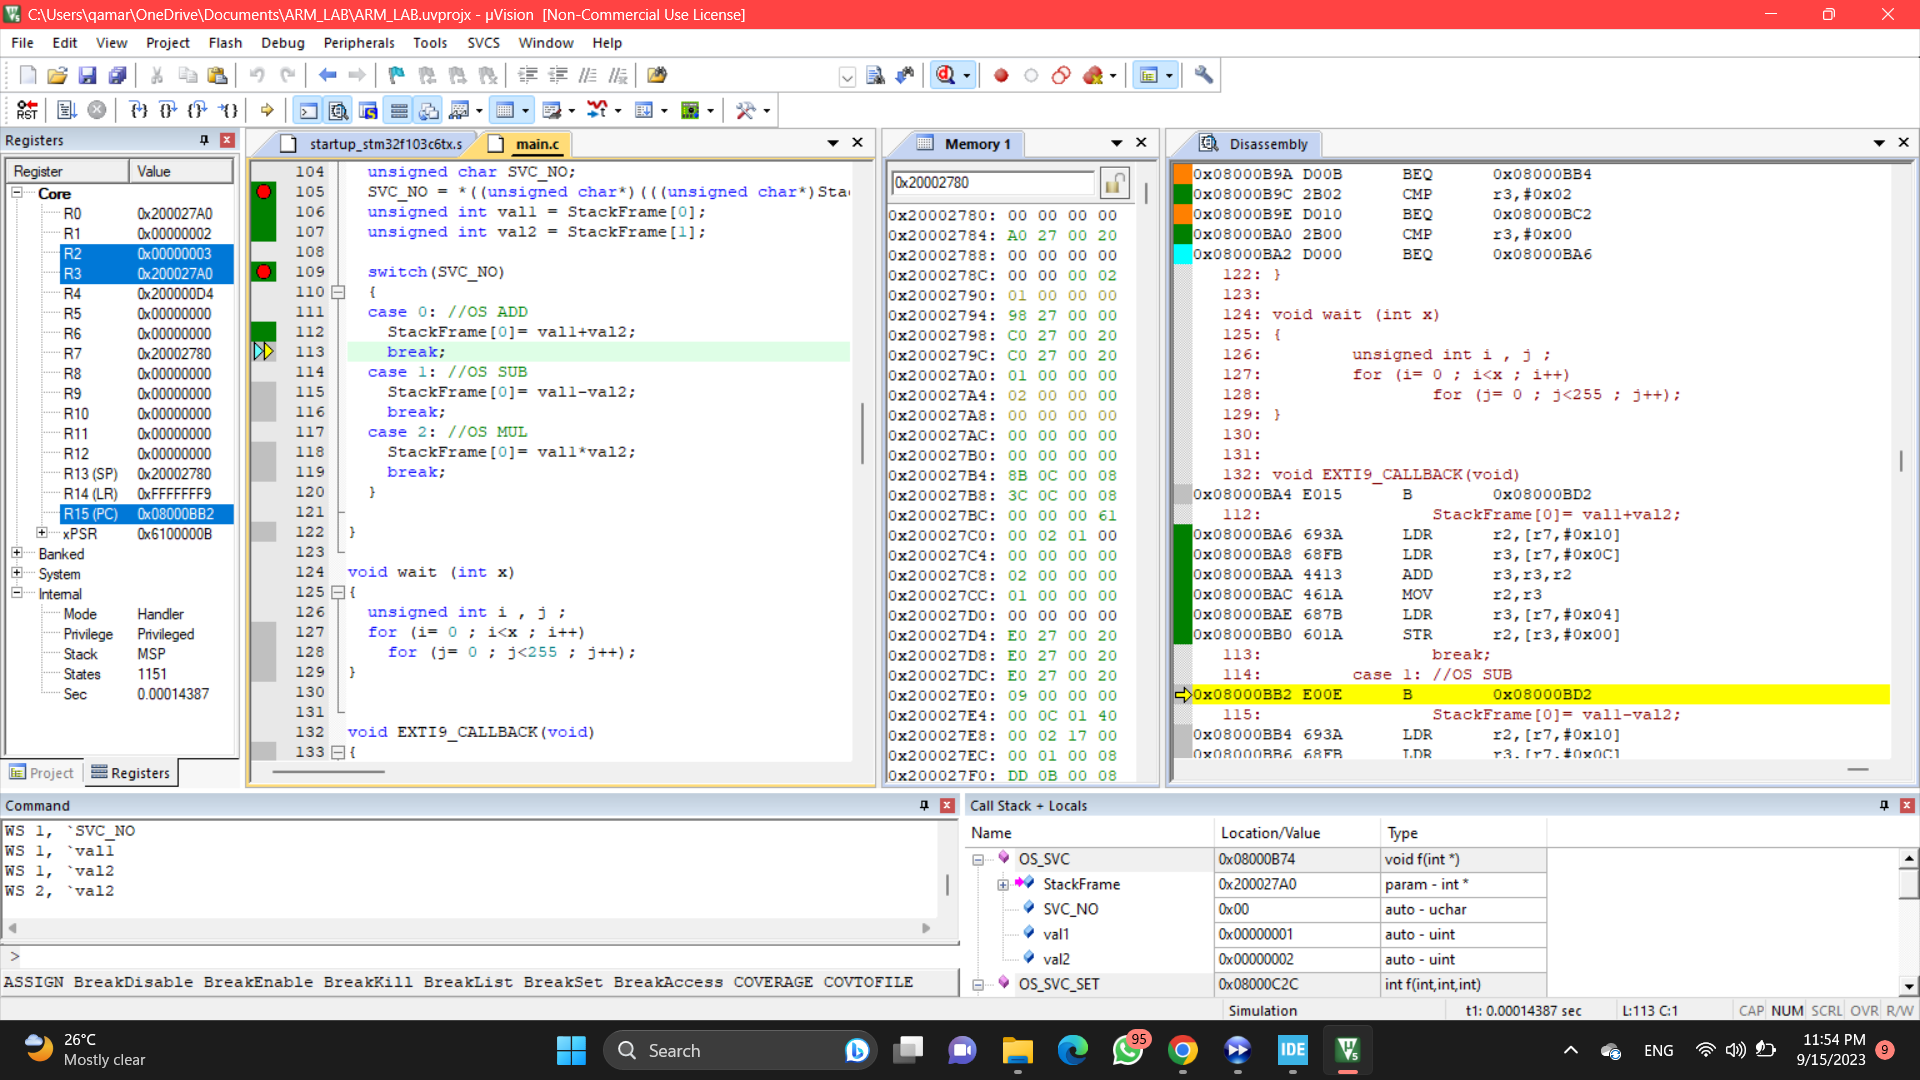 C:\Users\qamar\OneDrive\Documents\ARM_LAB\ARM_LAB.uvprojx - µVision  [Non-Commercial Use License]
File Edit View Project Flash Debug Peripherals Tools SVCS Window Help
RST
Registers
Register Value
Core
R0 0x200027A0
R1 0x00000002
R2 0x00000003
R3 0x200027A0
R4 0x200000D4
R5 0x00000000
R6 0x00000000
R7 0x20002780
R8 0x00000000
R9 0x00000000
R10 0x00000000
R11 0x00000000
R12 0x00000000
R13 (SP) 0x20002780
R14 (LR) 0xFFFFFFF9
R15 (PC) 0x08000BB2
xPSR 0x6100000B
Banked
System
Internal
Mode Handler
Privilege Privileged
Stack MSP
States 1151
Sec 0.00014387
Project Registers
startup_stm32f103c6tx.s main.c
104 unsigned char SVC_NO;
105 SVC_NO = *((unsigned char*)(((unsigned char*)Sta
106 unsigned int val1 = StackFrame[0];
107 unsigned int val2 = StackFrame[1];
108
109 switch(SVC_NO)
110 {
111 case 0: //OS ADD
112 StackFrame[0]= val1+val2;
113 break;
114 case 1: //OS SUB
115 StackFrame[0]= val1-val2;
116 break;
117 case 2: //OS MUL
118 StackFrame[0]= val1*val2;
119 break;
120 }
121
122 }
123
124 void wait (int x)
125 {
126 unsigned int i , j ;
127 for (i= 0 ; i<x ; i++)
128 for (j= 0 ; j<255 ; j++);
129 }
130
131
132 void EXTI9_CALLBACK(void)
133 {
Memory 1
0x20002780
0x20002780: 00 00 00 00
0x20002784: A0 27 00 20
0x20002788: 00 00 00 00
0x2000278C: 00 00 00 02
0x20002790: 01 00 00 00
0x20002794: 98 27 00 20
0x20002798: C0 27 00 20
0x2000279C: C0 27 00 20
0x200027A0: 01 00 00 00
0x200027A4: 02 00 00 00
0x200027A8: 00 00 00 00
0x200027AC: 00 00 00 00
0x200027B0: 00 00 00 00
0x200027B4: 8B 0C 00 08
0x200027B8: 3C 0C 00 08
0x200027BC: 00 00 00 61
0x200027C0: 00 02 01 00
0x200027C4: 00 00 00 00
0x200027C8: 02 00 00 00
0x200027CC: 01 00 00 00
0x200027D0: 00 00 00 00
0x200027D4: E0 27 00 20
0x200027D8: E0 27 00 20
0x200027DC: E0 27 00 20
0x200027E0: 09 00 00 00
0x200027E4: 00 0C 01 40
0x200027E8: 00 02 17 00
0x200027EC: 00 01 00 08
0x200027F0: DD 0B 00 08
Disassembly
0x08000B9A D00B BEQ 0x08000BB4
0x08000B9C 2B02 CMP r3,#0x02
0x08000B9E D010 BEQ 0x08000BC2
0x08000BA0 2B00 CMP r3,#0x00
0x08000BA2 D000 BEQ 0x08000BA6
122: }
123:
124: void wait (int x)
125: {
126: unsigned int i , j ;
127: for (i= 0 ; i<x ; i++)
128: for (j= 0 ; j<255 ; j++);
129: }
130:
131:
132: void EXTI9_CALLBACK(void)
0x08000BA4 E015 B 0x08000BD2
112: StackFrame[0]= val1+val2;
0x08000BA6 693A LDR r2,[r7,#0x10]
0x08000BA8 68FB LDR r3,[r7,#0x0C]
0x08000BAA 4413 ADD r3,r3,r2
0x08000BAC 461A MOV r2,r3
0x08000BAE 687B LDR r3,[r7,#0x04]
0x08000BB0 601A STR r2,[r3,#0x00]
113: break;
114: case 1: //OS SUB
0x08000BB2 E00E B 0x08000BD2
115: StackFrame[0]= val1-val2;
0x08000BB4 693A LDR r2,[r7,#0x10]
0x08000BB6 68FB LDR r3,[r7,#0x0C]
Command
WS 1, `SVC_NO
WS 1, `val1
WS 1, `val2
WS 2, `val2
>
ASSIGN BreakDisable BreakEnable BreakKill BreakList BreakSet BreakAccess COVERAGE COVTOFILE
Call Stack + Locals
Name Location/Value Type
OS_SVC 0x08000B74 void f(int *)
StackFrame 0x200027A0 param - int *
SVC_NO 0x00 auto - uchar
val1 0x00000001 auto - uint
val2 0x00000002 auto - uint
OS_SVC_SET 0x08000C2C int f(int,int,int)
Simulation t1: 0.00014387 sec L:113 C:1 CAP NUM SCRL OVR R/W
26°C
Mostly clear
Search
95
IDE
ENG
11:54 PM
9/15/2023
9